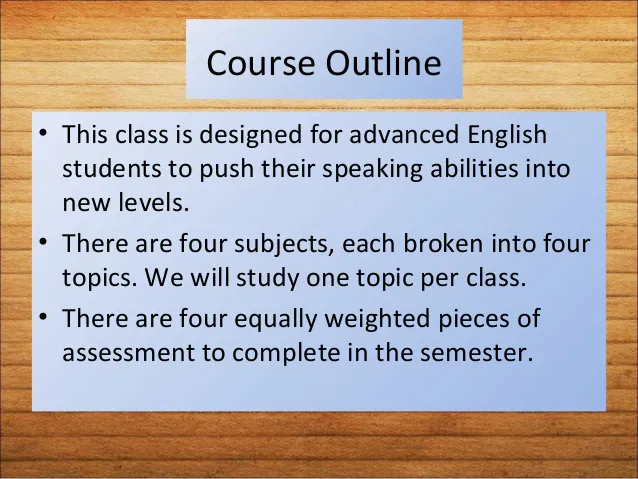 Course Outline
• This class is designed for advanced English
students to push their speaking abilities into
new levels.
• There are four subjects, each broken into four
topics. We will study one topic per class.
• There are four equally weighted pieces of
assessment to complete in the semester.